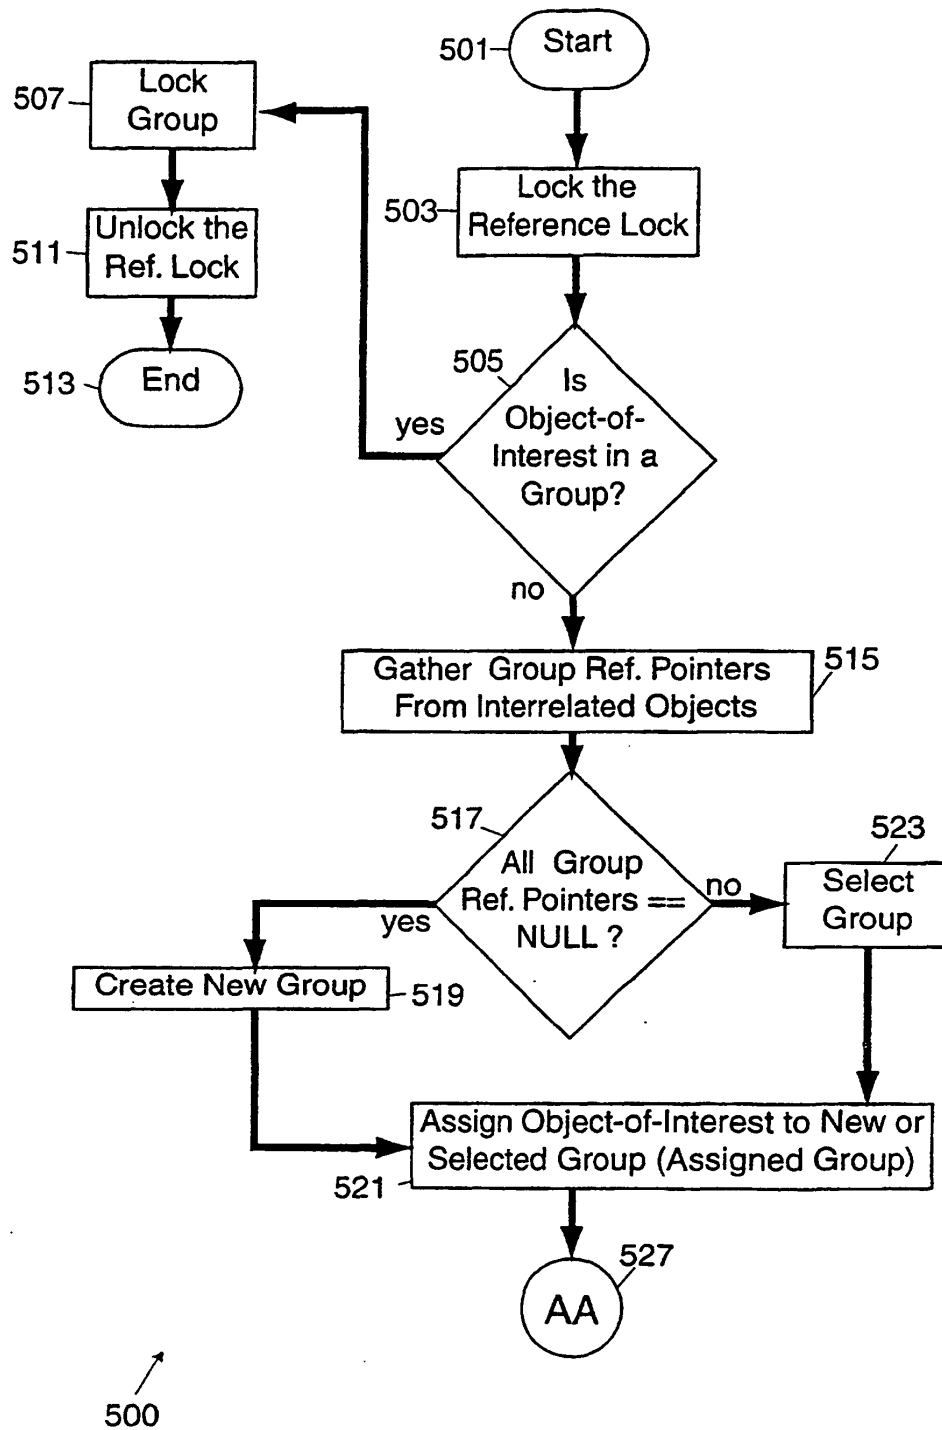 501
Start
507
Lock
Group
503
Lock the
Reference Lock
511
Unlock the
Ref. Lock
513
End
505
Is
Object-of-
Interest in a
Group?
yes
no
Gather Group Ref. Pointers
From Interrelated Objects
515
517
All Group
Ref. Pointers ==
NULL ?
yes
no
523
Select
Group
Create New Group
519
Assign Object-of-Interest to New or
Selected Group (Assigned Group)
521
527
AA
500